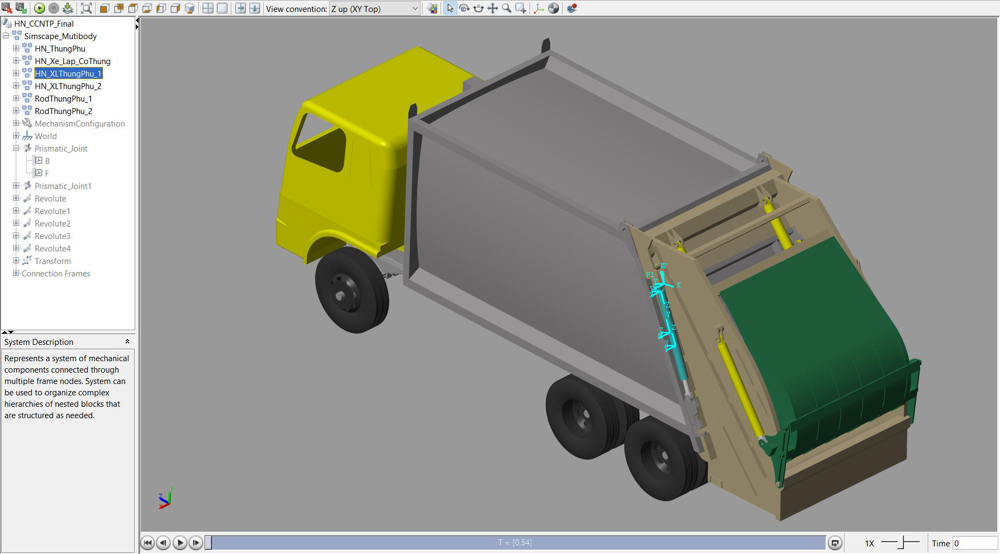 View convention: Z up (XY Top)
HN_CCNTP_Final
Simscape_Mutibody
HN_ThungPhu
HN_Xe_Lap_CoThung
HN_XLThungPhu_1
HN_XLThungPhu_2
RodThungPhu_1
RodThungPhu_2
MechanismConfiguration
World
Prismatic_Joint
B
F
Prismatic_Joint1
Revolute
Revolute1
Revolute2
Revolute3
Revolute4
Transform
Connection Frames
System Description
Represents a system of mechanical
components connected through
multiple frame nodes. System can
be used to organize complex
hierarchies of nested blocks that
are structured as needed.
F1
Y
X
Z
Y
Z
Z
X
Y
Z
Y
T = [0,54]
1X
Time 0